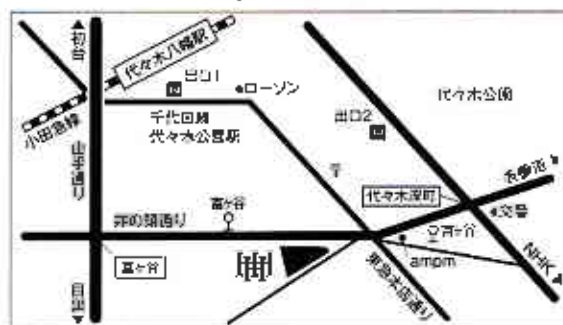 ▲初台
代々木八幡駅
小田急線
出口1
●ローソン
千代田線
代々木公園駅
山手通り
出口2
代々木公園
〒
代々木深町
表参道
交番
井の頭通り
富ヶ谷
富ヶ谷
富ヶ谷
ampm
東急本店通り
NHK
目黒▼